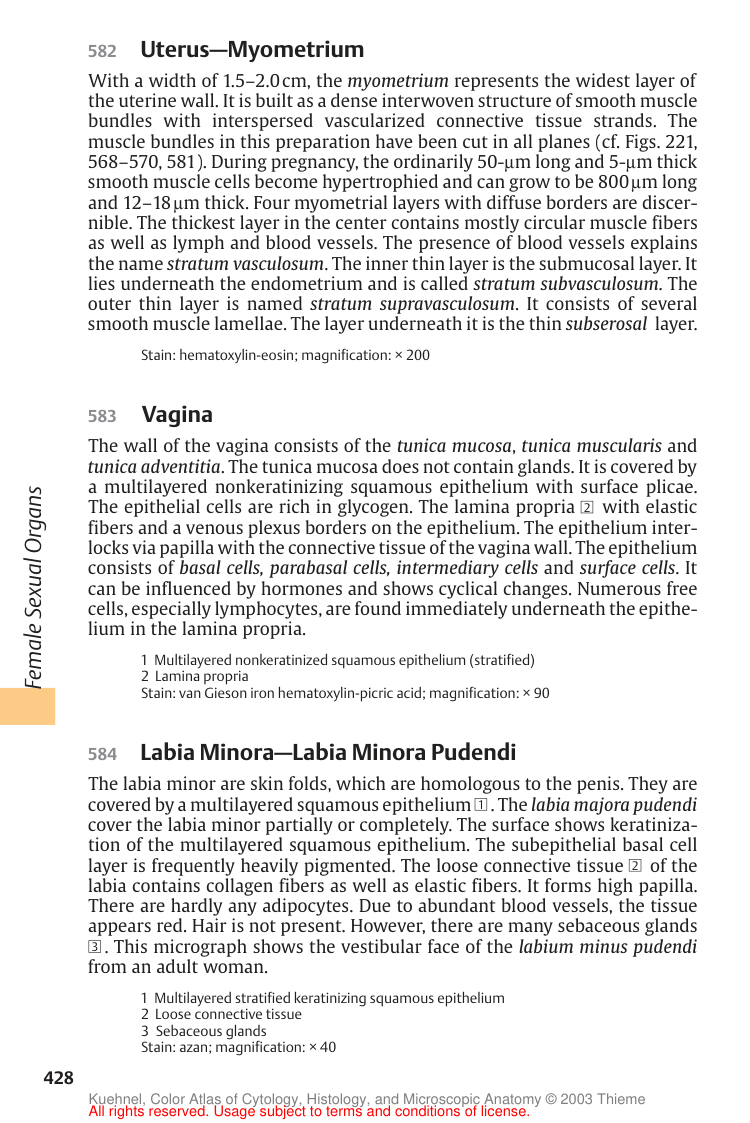 582 Uterus—Myometrium
With a width of 1.5–2.0 cm, the myometrium represents the widest layer of
the uterine wall. It is built as a dense interwoven structure of smooth muscle
bundles with interspersed vascularized connective tissue strands. The
muscle bundles in this preparation have been cut in all planes (cf. Figs. 221,
568–570, 581). During pregnancy, the ordinarily 50-μm long and 5-μm thick
smooth muscle cells become hypertrophied and can grow to be 800 μm long
and 12–18 μm thick. Four myometrial layers with diffuse borders are discer-
nible. The thickest layer in the center contains mostly circular muscle fibers
as well as lymph and blood vessels. The presence of blood vessels explains
the name stratum vasculosum. The inner thin layer is the submucosal layer. It
lies underneath the endometrium and is called stratum subvasculosum. The
outer thin layer is named stratum supravasculosum. It consists of several
smooth muscle lamellae. The layer underneath it is the thin subserosal layer.
Stain: hematoxylin-eosin; magnification: × 200
583 Vagina
The wall of the vagina consists of the tunica mucosa, tunica muscularis and
tunica adventitia. The tunica mucosa does not contain glands. It is covered by
a multilayered nonkeratinizing squamous epithelium with surface plicae.
The epithelial cells are rich in glycogen. The lamina propria 2 with elastic
fibers and a venous plexus borders on the epithelium. The epithelium inter-
locks via papilla with the connective tissue of the vagina wall. The epithelium
consists of basal cells, parabasal cells, intermediary cells and surface cells. It
can be influenced by hormones and shows cyclical changes. Numerous free
cells, especially lymphocytes, are found immediately underneath the epithe-
lium in the lamina propria.
1 Multilayered nonkeratinized squamous epithelium (stratified)
2 Lamina propria
Stain: van Gieson iron hematoxylin-picric acid; magnification: × 90
584 Labia Minora—Labia Minora Pudendi
The labia minor are skin folds, which are homologous to the penis. They are
covered by a multilayered squamous epithelium 1. The labia majora pudendi
cover the labia minor partially or completely. The surface shows keratiniza-
tion of the multilayered squamous epithelium. The subepithelial basal cell
layer is frequently heavily pigmented. The loose connective tissue 2 of the
labia contains collagen fibers as well as elastic fibers. It forms high papilla.
There are hardly any adipocytes. Due to abundant blood vessels, the tissue
appears red. Hair is not present. However, there are many sebaceous glands
3. This micrograph shows the vestibular face of the labium minus pudendi
from an adult woman.
1 Multilayered stratified keratinizing squamous epithelium
2 Loose connective tissue
3 Sebaceous glands
Stain: azan; magnification: × 40
Female Sexual Organs
428
Kuehnel, Color Atlas of Cytology, Histology, and Microscopic Anatomy © 2003 Thieme
All rights reserved. Usage subject to terms and conditions of license.